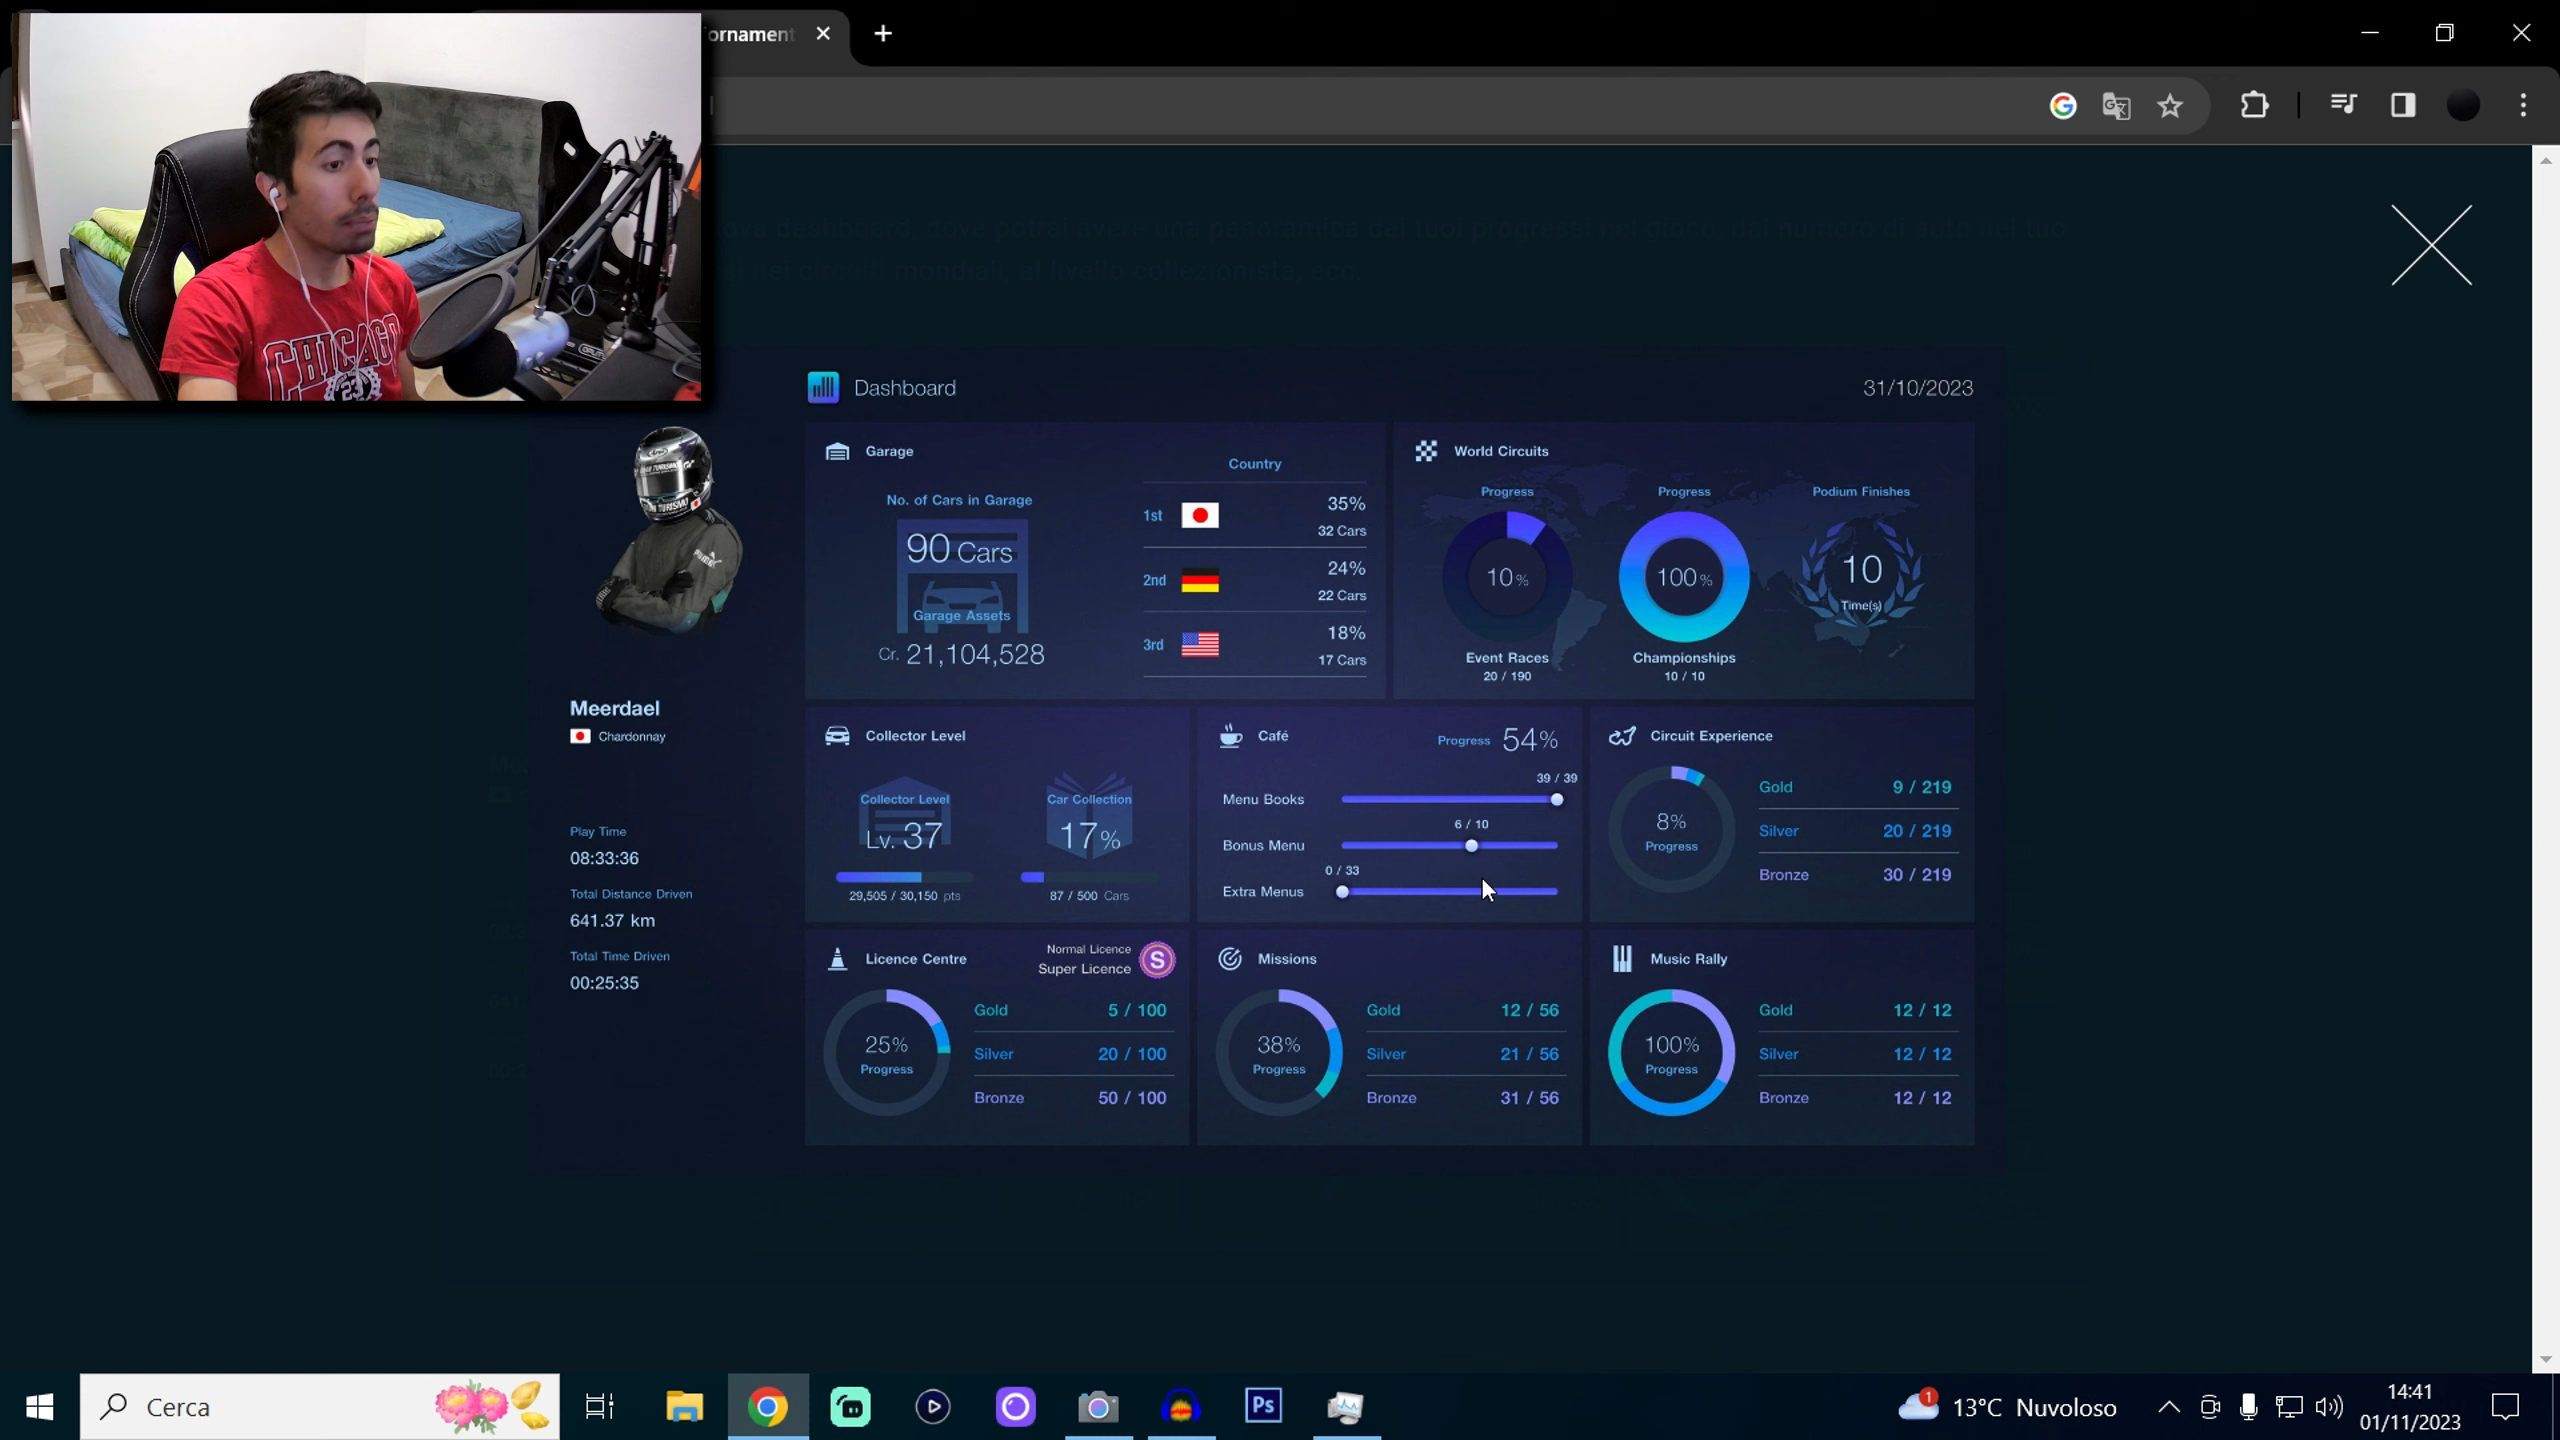 ornament
CHICAGO
23
Dashboard
31/10/2023
Garage
No. of Cars in Garage
90 Cars
Garage Assets
Cr. 21,104,528
Country
1st
35%
32 Cars
2nd
24%
22 Cars
3rd
18%
17 Cars
World Circuits
Progress
10%
Event Races
20 / 190
Progress
100%
Championships
10 / 10
Podium Finishes
10
Time(s)
Meerdael
Chardonnay
Play Time
08:33:36
Total Distance Driven
641.37 km
Total Time Driven
00:25:35
Collector Level
Collector Level
Lv. 37
29,505 / 30,150 pts
Car Collection
17%
87 / 500 Cars
Café
Progress 54%
39 / 39
Menu Books
6 / 10
Bonus Menu
0 / 33
Extra Menus
Circuit Experience
8%
Progress
Gold 9 / 219
Silver 20 / 219
Bronze 30 / 219
Licence Centre
Normal Licence
Super Licence
S
25%
Progress
Gold 5 / 100
Silver 20 / 100
Bronze 50 / 100
Missions
38%
Progress
Gold 12 / 56
Silver 21 / 56
Bronze 31 / 56
Music Rally
100%
Progress
Gold 12 / 12
Silver 12 / 12
Bronze 12 / 12
Cerca
Ps
1
13°C Nuvoloso
14:41
01/11/2023